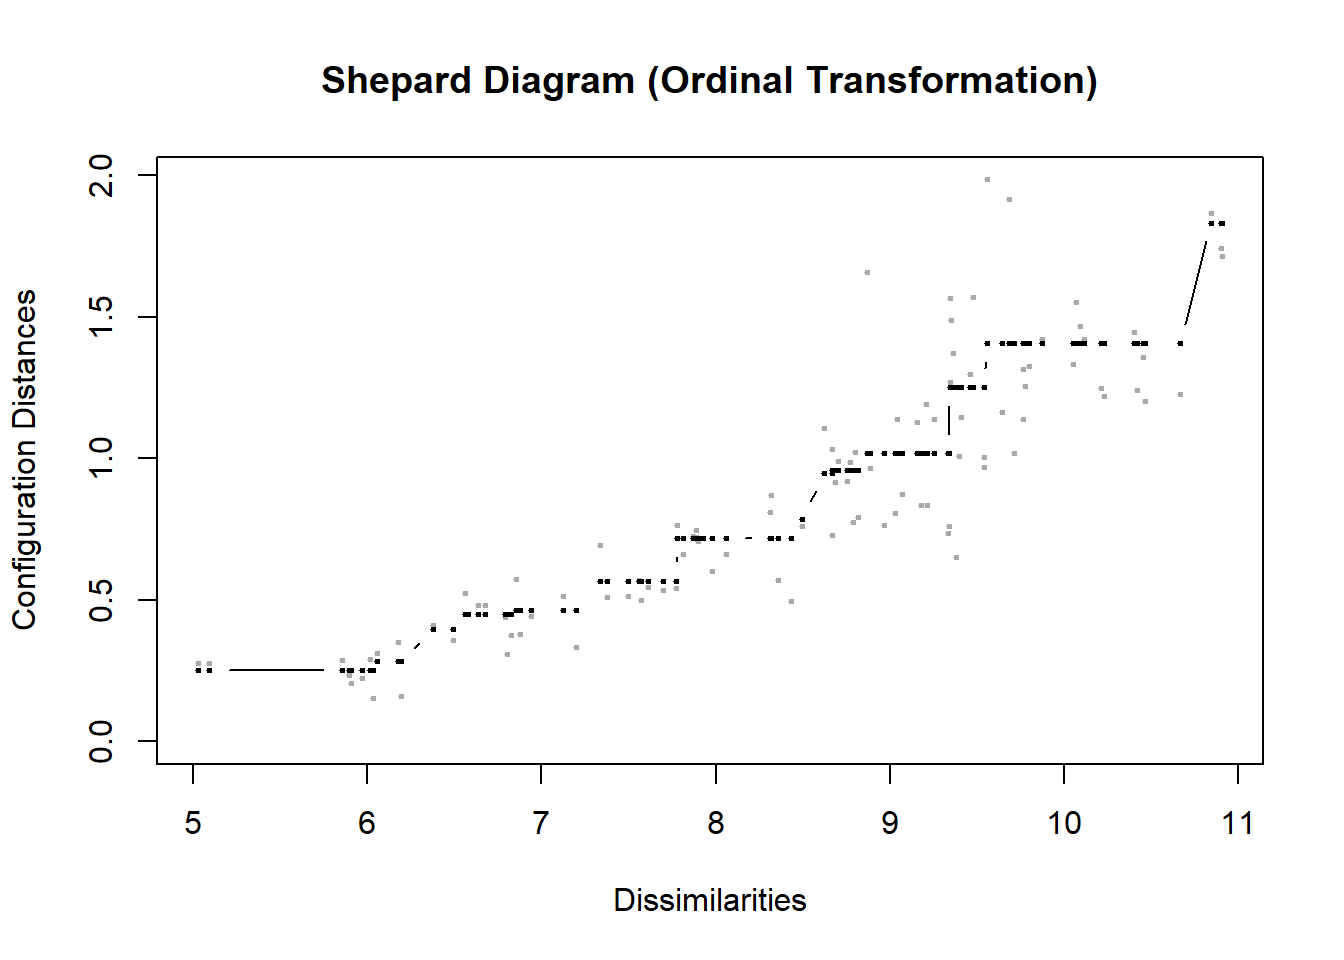 Shepard Diagram (Ordinal Transformation)
Configuration Distances
2.0
1.5
1.0
0.5
0.0
5 6 7 8 9 10 11
Dissimilarities